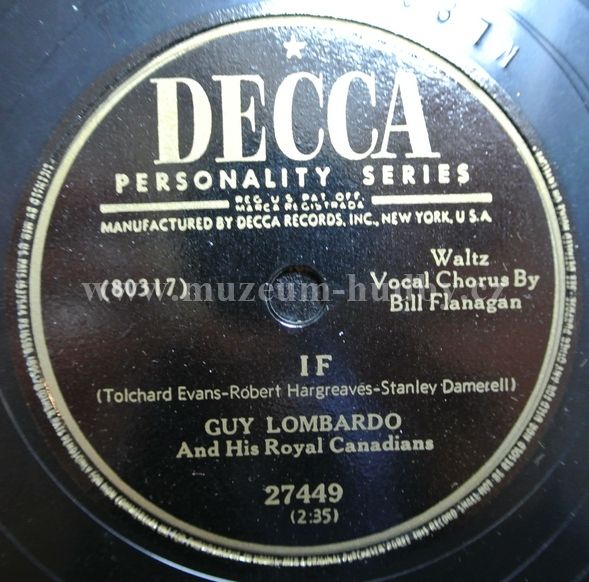 DECCA
PERSONALITY SERIES
REG. U.S. PAT. OFF.
MARCA REGISTRADA
MANUFACTURED BY DECCA RECORDS, INC., NEW YORK, U.S.A
Waltz
(80317)
Vocal Chorus By
Bill Flanagan
www.muzeum-hudby.cz
IF
(Tolchard Evans-Robert Hargreaves-Stanley Damerell)
GUY LOMBARDO
And His Royal Canadians
27449
(2:35)